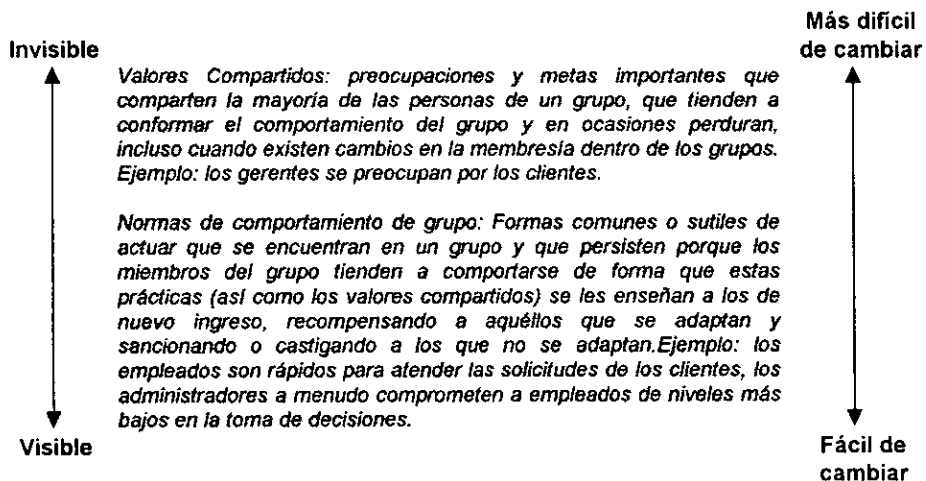 Más difícil
de cambiar
Invisible
Valores Compartidos: preocupaciones y metas importantes que
comparten la mayoría de las personas de un grupo, que tienden a
conformar el comportamiento del grupo y en ocasiones perduran,
incluso cuando existen cambios en la membresía dentro de los grupos.
Ejemplo: los gerentes se preocupan por los clientes.
Normas de comportamiento de grupo: Formas comunes o sutiles de
actuar que se encuentran en un grupo y que persisten porque los
miembros del grupo tienden a comportarse de forma que estas
prácticas (así como los valores compartidos) se les enseñan a los de
nuevo ingreso, recompensando a aquéllos que se adaptan y
sancionando o castigando a los que no se adaptan.Ejemplo: los
empleados son rápidos para atender las solicitudes de los clientes, los
administradores a menudo comprometen a empleados de niveles más
bajos en la toma de decisiones.
Visible
Fácil de
cambiar